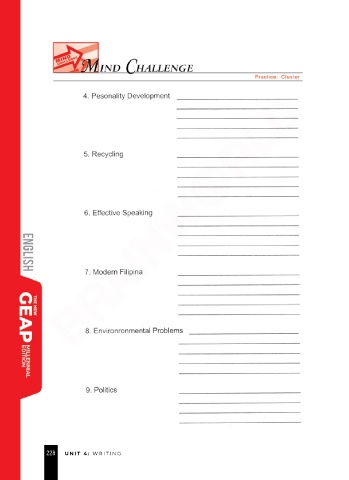 MIND CHALLENGE
Practice: Cluster
4. Pesonality Development
5. Recycling
6. Effective Speaking
7. Modern Filipina
8. Environronmental Problems
9. Politics
ENGLISH
THE NEW
GEAP
MILLENNIAL
EDITION
228 UNIT 4: WRITING